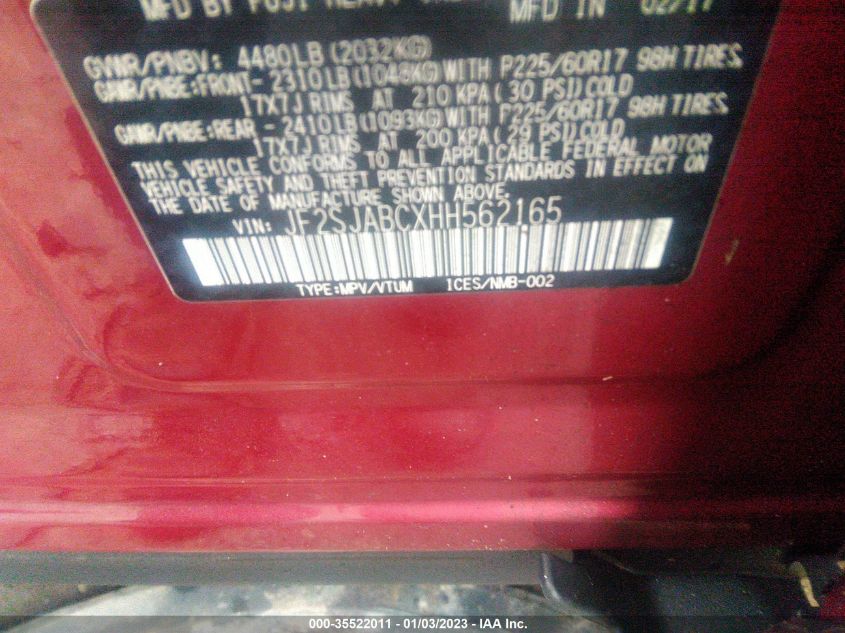 MFD BY FUJI HEAVY
MFD IN 02/17
GVWR/PNBV: 4480LB (2032KG)
GAWR/PNBE:FRONT- 2310LB (1048KG) WITH P225/60R17 98H TIRES
17X7J RIMS AT 210 KPA ( 30 PSI) COLD
GAWR/PNBE:REAR - 2410LB (1093KG) WITH P225/60R17 98H TIRES
17X7J RIMS AT 200 KPA ( 29 PSI) COLD
THIS VEHICLE CONFORMS TO ALL APPLICABLE FEDERAL MOTOR
VEHICLE SAFETY AND THEFT PREVENTION STANDARDS IN EFFECT ON
THE DATE OF MANUFACTURE SHOWN ABOVE.
VIN: JF2SJABCXHH562165
TYPE:MPV/VTUM ICES/NMB-002
000-35522011 - 01/03/2023 - IAA Inc.